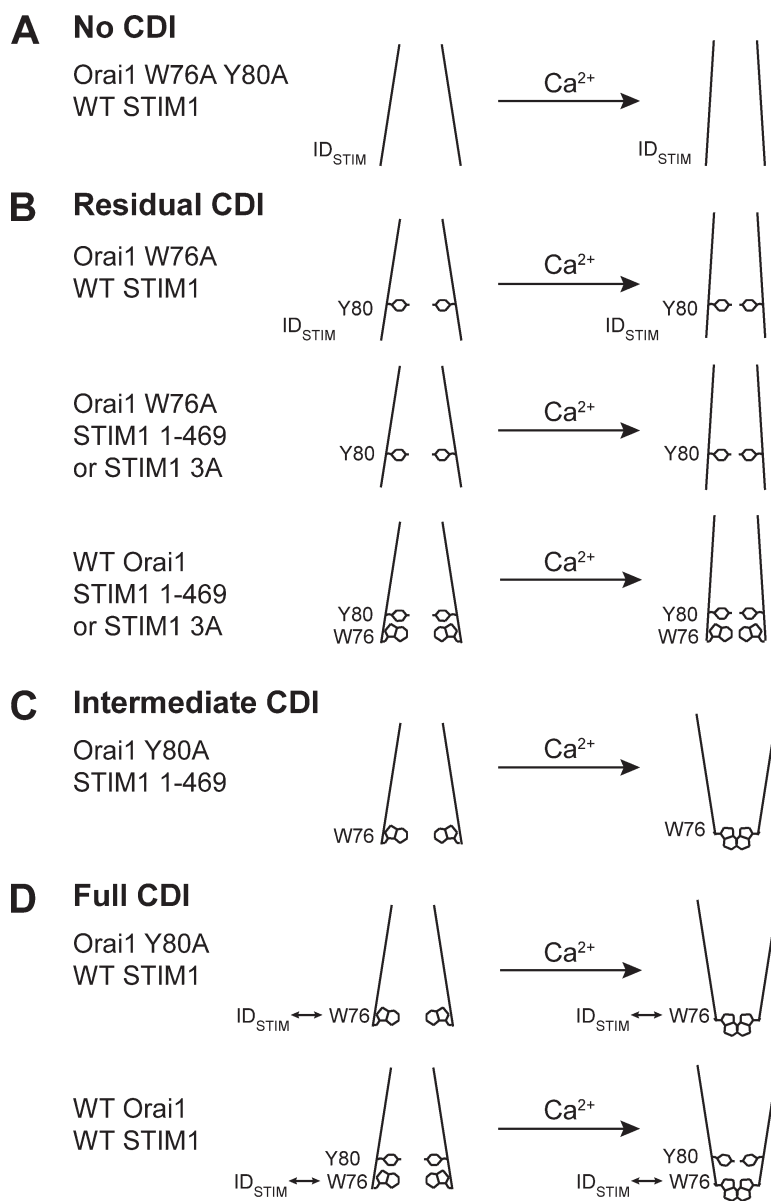 A No CDI
Orai1 W76A Y80A
WT STIM1
Ca2+
IDSTIM
IDSTIM
B Residual CDI
Orai1 W76A
WT STIM1
Ca2+
Y80
Y80
IDSTIM
IDSTIM
Orai1 W76A
STIM1 1-469
or STIM1 3A
Ca2+
Y80
Y80
WT Orai1
STIM1 1-469
or STIM1 3A
Ca2+
Y80
Y80
W76
W76
C Intermediate CDI
Orai1 Y80A
STIM1 1-469
Ca2+
W76
W76
D Full CDI
Orai1 Y80A
WT STIM1
Ca2+
IDSTIM W76
IDSTIM W76
WT Orai1
WT STIM1
Ca2+
Y80
Y80
IDSTIM W76
IDSTIM W76